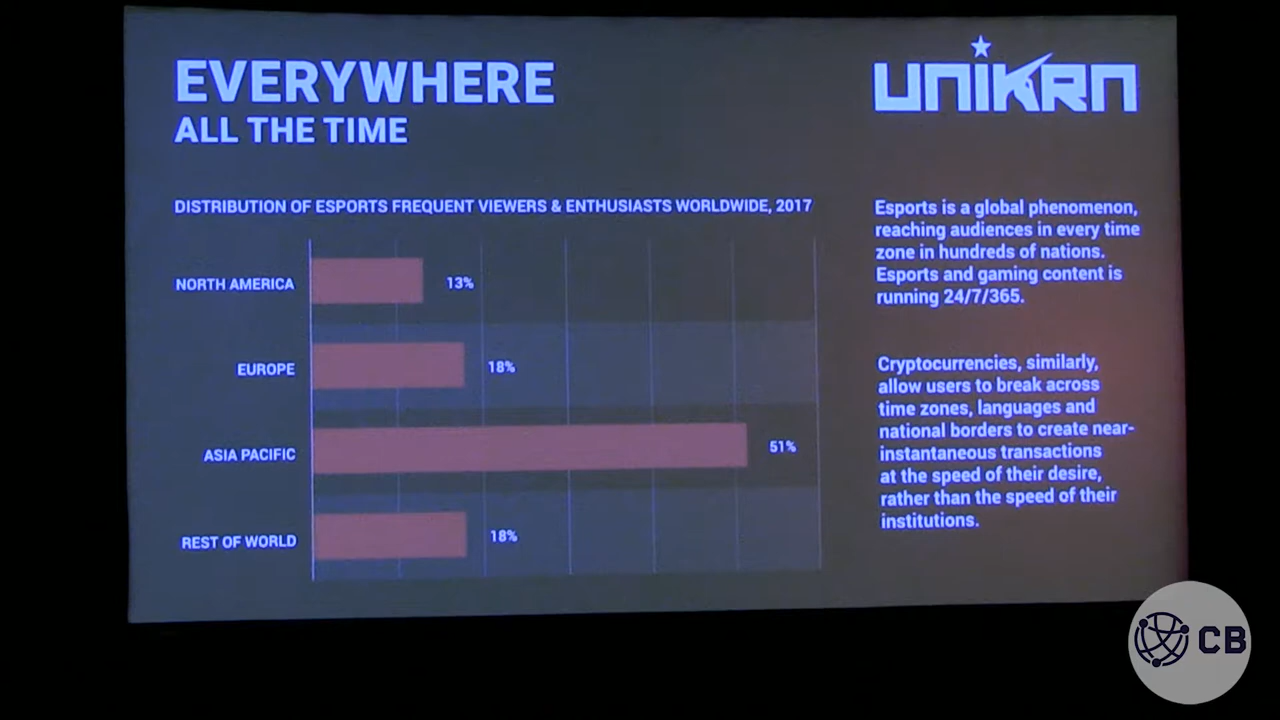 EVERYWHERE
ALL THE TIME
UNIKRN
DISTRIBUTION OF ESPORTS FREQUENT VIEWERS & ENTHUSIASTS WORLDWIDE, 2017
NORTH AMERICA 13%
EUROPE 18%
ASIA PACIFIC 51%
REST OF WORLD 18%
Esports is a global phenomenon,
reaching audiences in every time
zone in hundreds of nations.
Esports and gaming content is
running 24/7/365.
Cryptocurrencies, similarly,
allow users to break across
time zones, languages and
national borders to create near-
instantaneous transactions
at the speed of their desire,
rather than the speed of their
institutions.
CB